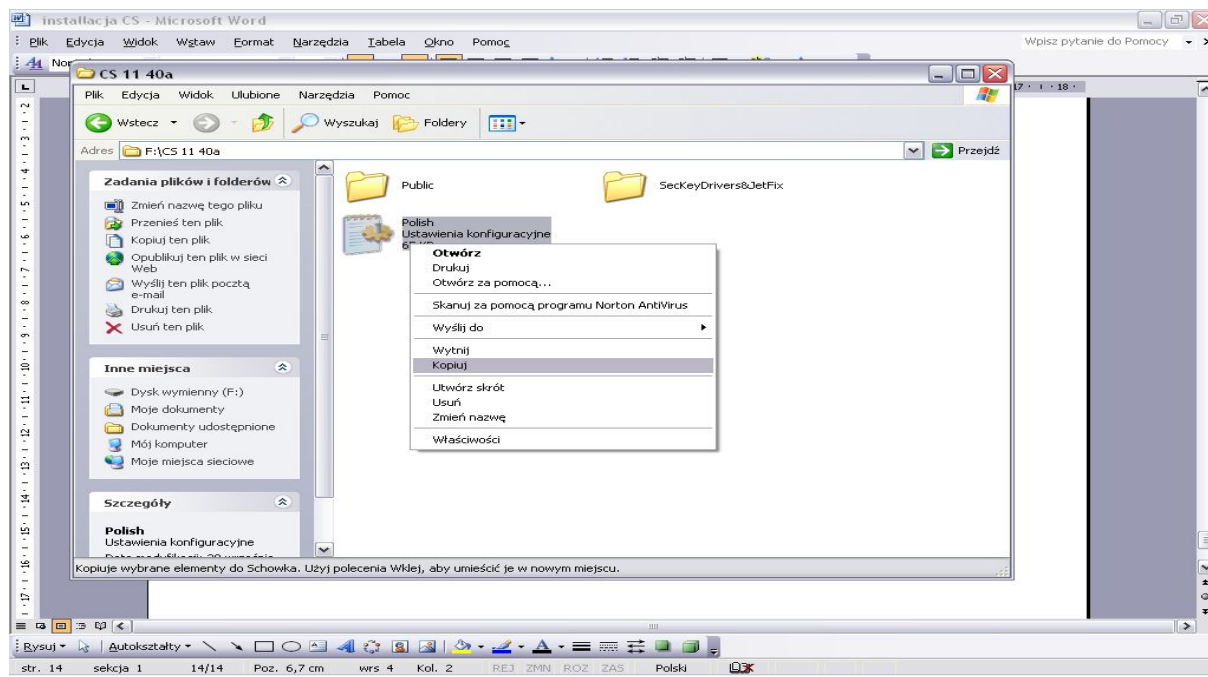 installacja CS - Microsoft Word
Plik Edycja Widok Wstaw Format Narzędzia Tabela Okno Pomoc
Wpisz pytanie do Pomocy
CS 11 40a
17 18
Plik Edycja Widok Ulubione Narzędzia Pomoc
Wstecz Wyszukaj Foldery
Adres F:\CS 11 40a Przejdź
Zadania plików i folderów
Zmień nazwę tego pliku
Przenieś ten plik
Kopiuj ten plik
Opublikuj ten plik w sieci
Web
Wyślij ten plik pocztą
e-mail
Drukuj ten plik
Usuń ten plik
Inne miejsca
Dysk wymienny (F:)
Moje dokumenty
Dokumenty udostępnione
Mój komputer
Moje miejsca sieciowe
Szczegóły
Polish
Ustawienia konfiguracyjne
Public
SecKeyDrivers&JetFix
Polish
Ustawienia konfiguracyjne
Otwórz
Drukuj
Otwórz za pomocą...
Skanuj za pomocą programu Norton AntiVirus
Wyślij do
Wytnij
Kopiuj
Utwórz skrót
Usuń
Zmień nazwę
Właściwości
Kopiuje wybrane elementy do Schowka. Użyj polecenia Wklej, aby umieścić je w nowym miejscu.
Rysuj Autokształty
str. 14 sekcja 1 14/14 Poz. 6,7 cm wrs 4 Kol. 2 REJ ZMN ROZ ZAS Polski